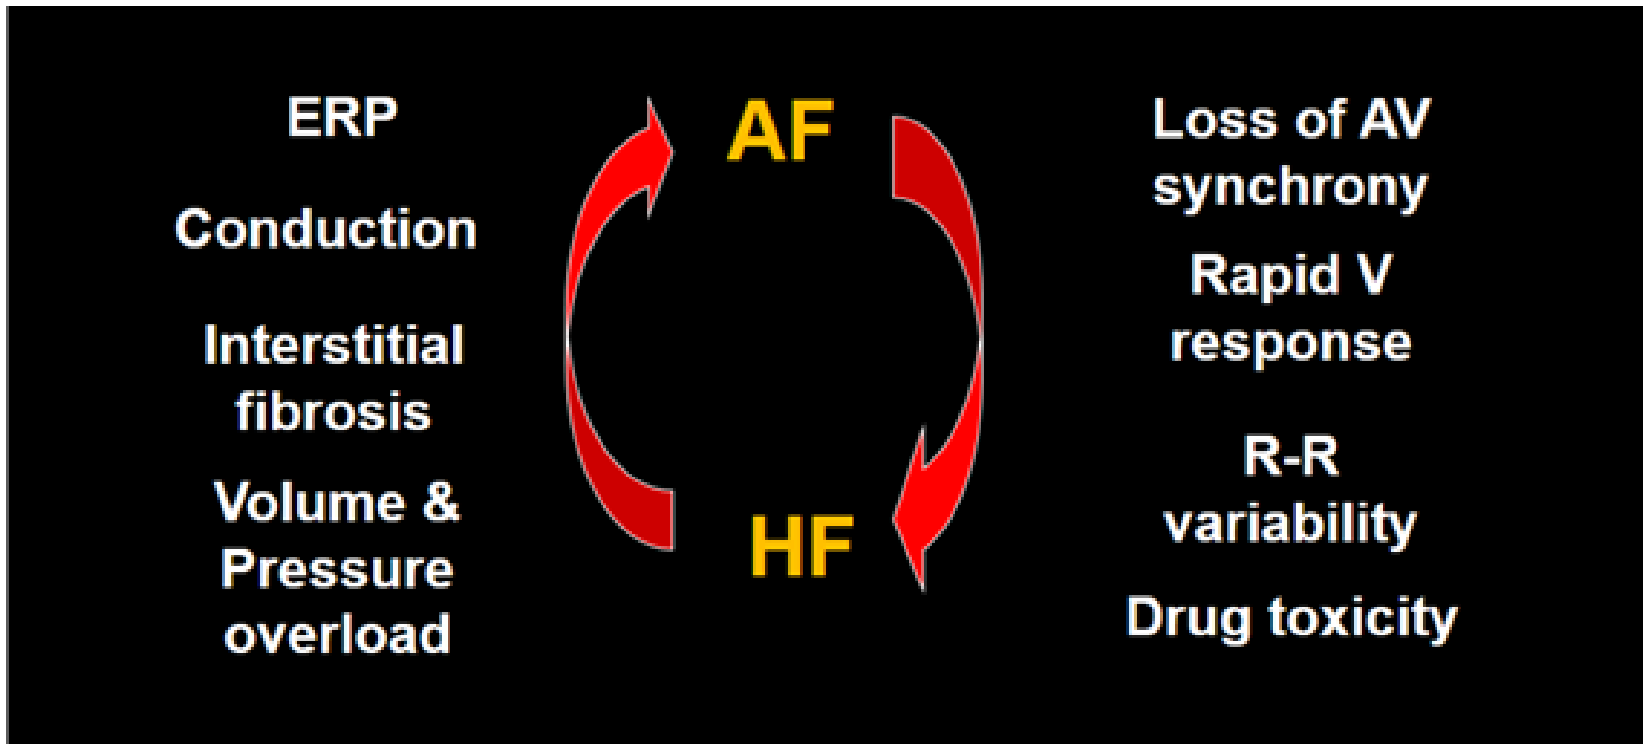 ERP
Conduction
Interstitial
fibrosis
Volume &
Pressure
overload
AF
HF
Loss of AV
synchrony
Rapid V
response
R-R
variability
Drug toxicity